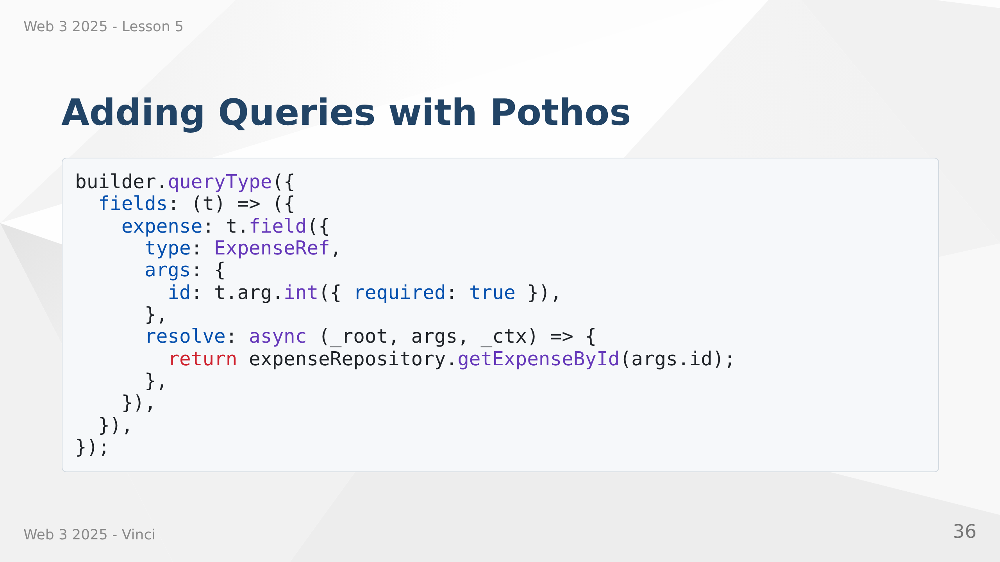 Web 3 2025 - Lesson 5
Adding Queries with Pothos
builder.queryType({
  fields: (t) => ({
    expense: t.field({
      type: ExpenseRef,
      args: {
        id: t.arg.int({ required: true }),
      },
      resolve: async (_root, args, _ctx) => {
        return expenseRepository.getExpenseById(args.id);
      },
    }),
  }),
});
Web 3 2025 - Vinci
36